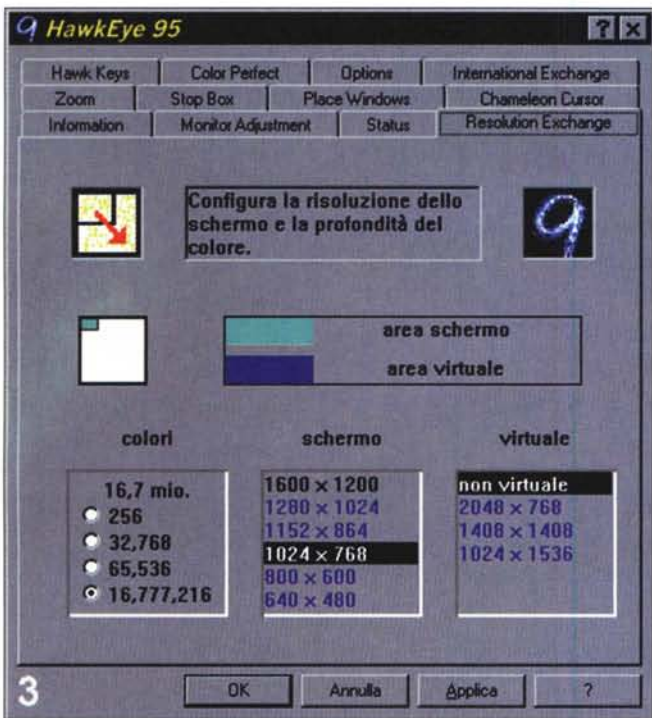 9 HawkEye 95
? ×
Hawk Keys Color Perfect Options International Exchange
Zoom Stop Box Place Windows Chameleon Cursor
Information Monitor Adjustment Status Resolution Exchange
Configura la risoluzione dello
schermo e la profondità del
colore.
9
area schermo
area virtuale
colori
16,7 mio.
256
32,768
65,536
16,777,216
schermo
1600 × 1200
1280 × 1024
1152 × 864
1024 × 768
800 × 600
640 × 480
virtuale
non virtuale
2048 × 768
1408 × 1408
1024 × 1536
3
OK Annulla Applica ?